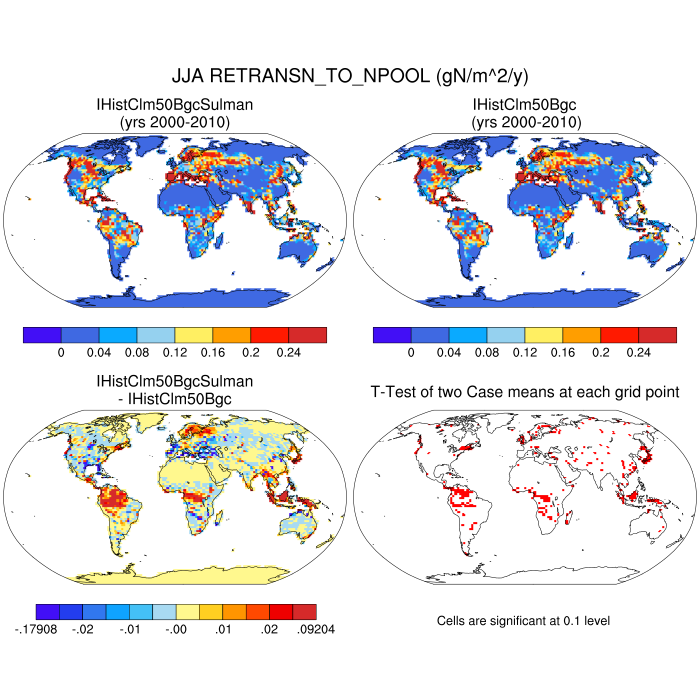 JJA RETRANSN_TO_NPOOL (gN/m^2/y)
IHistClm50BgcSulman
(yrs 2000-2010)
IHistClm50Bgc
(yrs 2000-2010)
0 0.04 0.08 0.12 0.16 0.2 0.24
0 0.04 0.08 0.12 0.16 0.2 0.24
IHistClm50BgcSulman
- IHistClm50Bgc
T-Test of two Case means at each grid point
-.17908 -.02 -.01 -.00 .01 .02 .09204
Cells are significant at 0.1 level